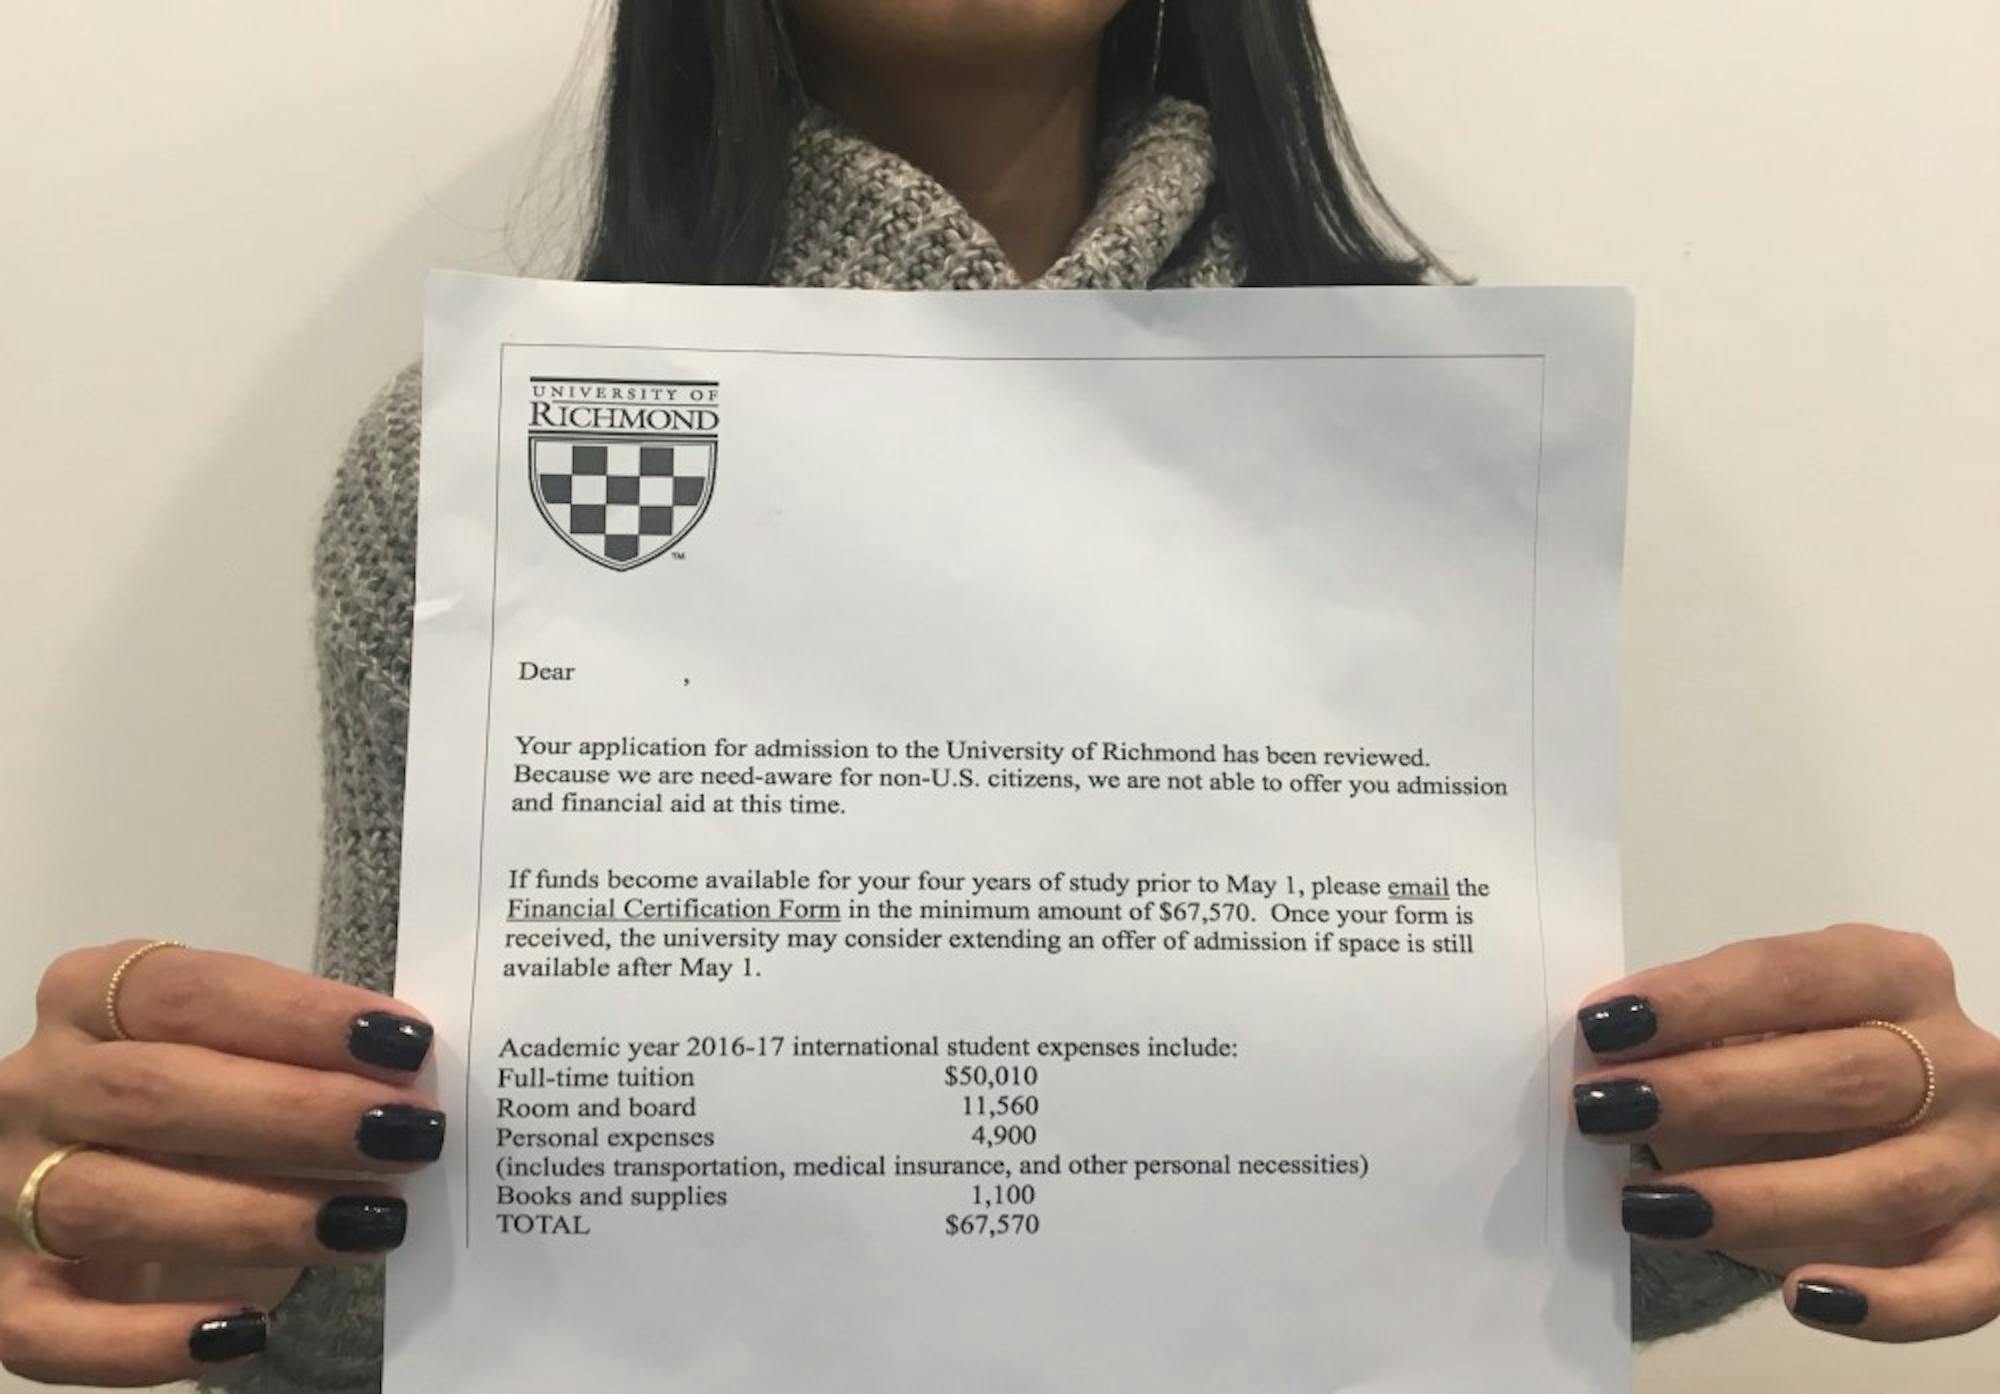 UNIVERSITY OF
RICHMOND
TM
Dear ,
Your application for admission to the University of Richmond has been reviewed.
Because we are need-aware for non-U.S. citizens, we are not able to offer you admission
and financial aid at this time.
If funds become available for your four years of study prior to May 1, please email the
Financial Certification Form in the minimum amount of $67,570. Once your form is
received, the university may consider extending an offer of admission if space is still
available after May 1.
Academic year 2016-17 international student expenses include:
Full-time tuition $50,010
Room and board 11,560
Personal expenses 4,900
(includes transportation, medical insurance, and other personal necessities)
Books and supplies 1,100
TOTAL $67,570